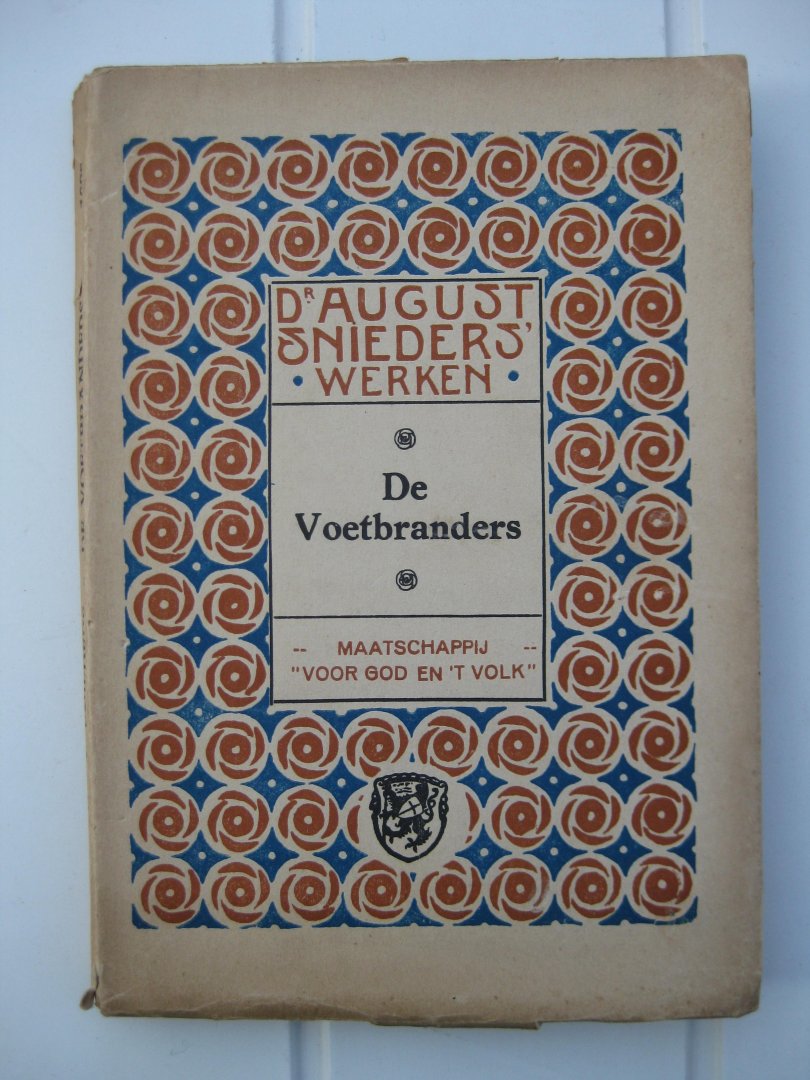 Dʳ AUGUST
SNIEDERS'
• WERKEN •
De
Voetbranders
-- MAATSCHAPPIJ --
"VOOR GOD EN 'T VOLK"